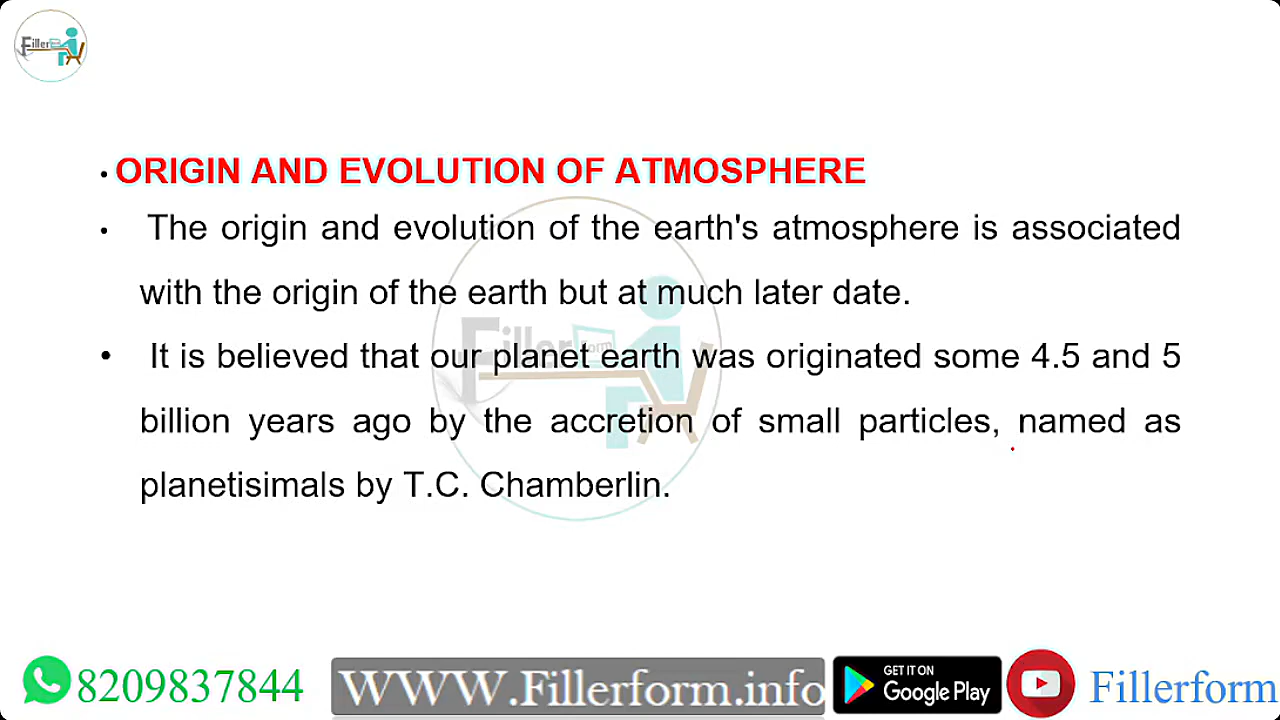 Filler
• ORIGIN AND EVOLUTION OF ATMOSPHERE
• The origin and evolution of the earth's atmosphere is associated
with the origin of the earth but at much later date.
• It is believed that our planet earth was originated some 4.5 and 5
billion years ago by the accretion of small particles, named as
planetisimals by T.C. Chamberlin.
Filler form
8209837844
WWW.Fillerform.info
GET IT ON
Google Play
Fillerform